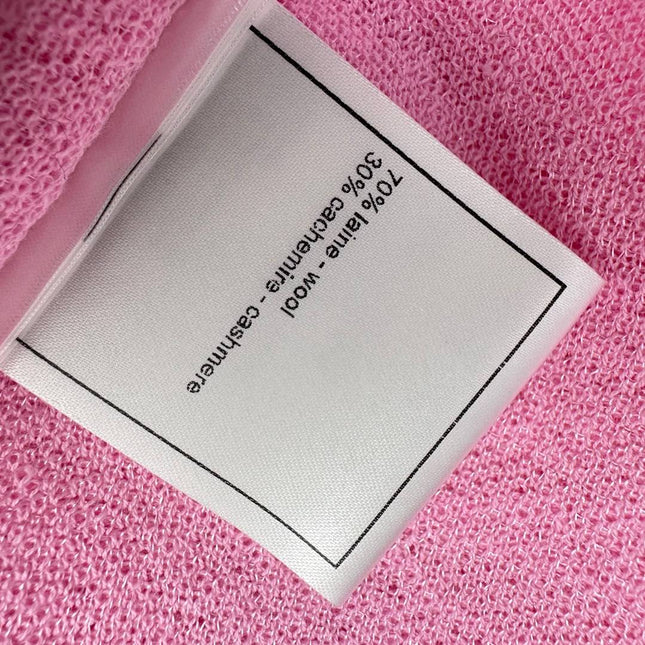 70% laine - wool
30% cachemire - cashmere